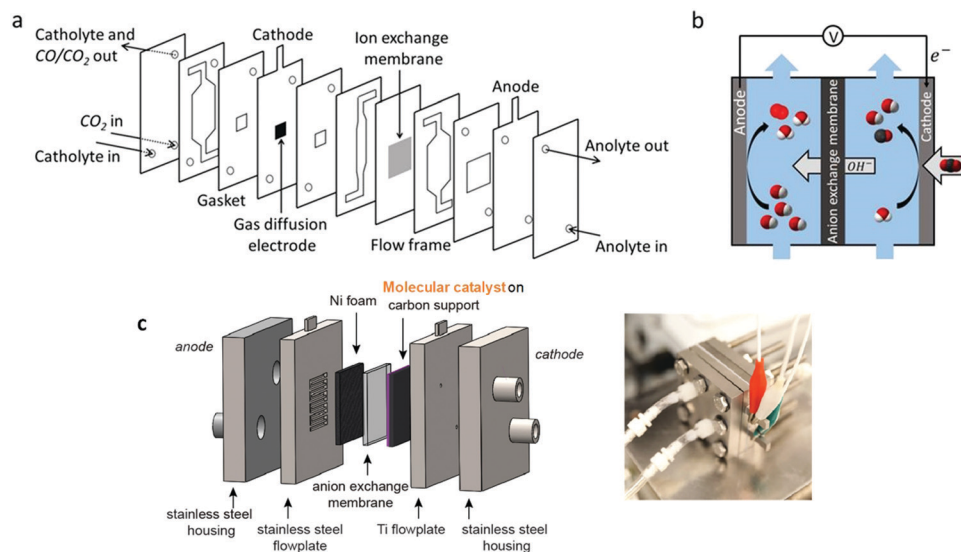 a
Catholyte and
CO/CO₂ out
Cathode
Ion exchange
membrane
Anode
CO₂ in
Catholyte in
Gasket
Gas diffusion
electrode
Flow frame
Anolyte out
Anolyte in
b
V
e⁻
Anode
Anion exchange membrane
Cathode
OH⁻
c
anode
Ni foam
Molecular catalyst on
carbon support
cathode
stainless steel
housing
stainless steel
flowplate
anion exchange
membrane
Ti flowplate
stainless steel
housing